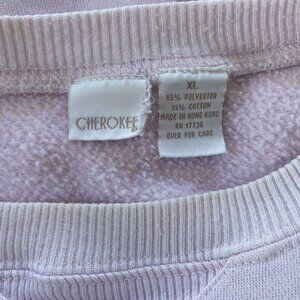 CHEROKEE
XL
65% POLYESTER
35% COTTON
MADE IN HONG KONG
RN 17730
OVER FOR CARE